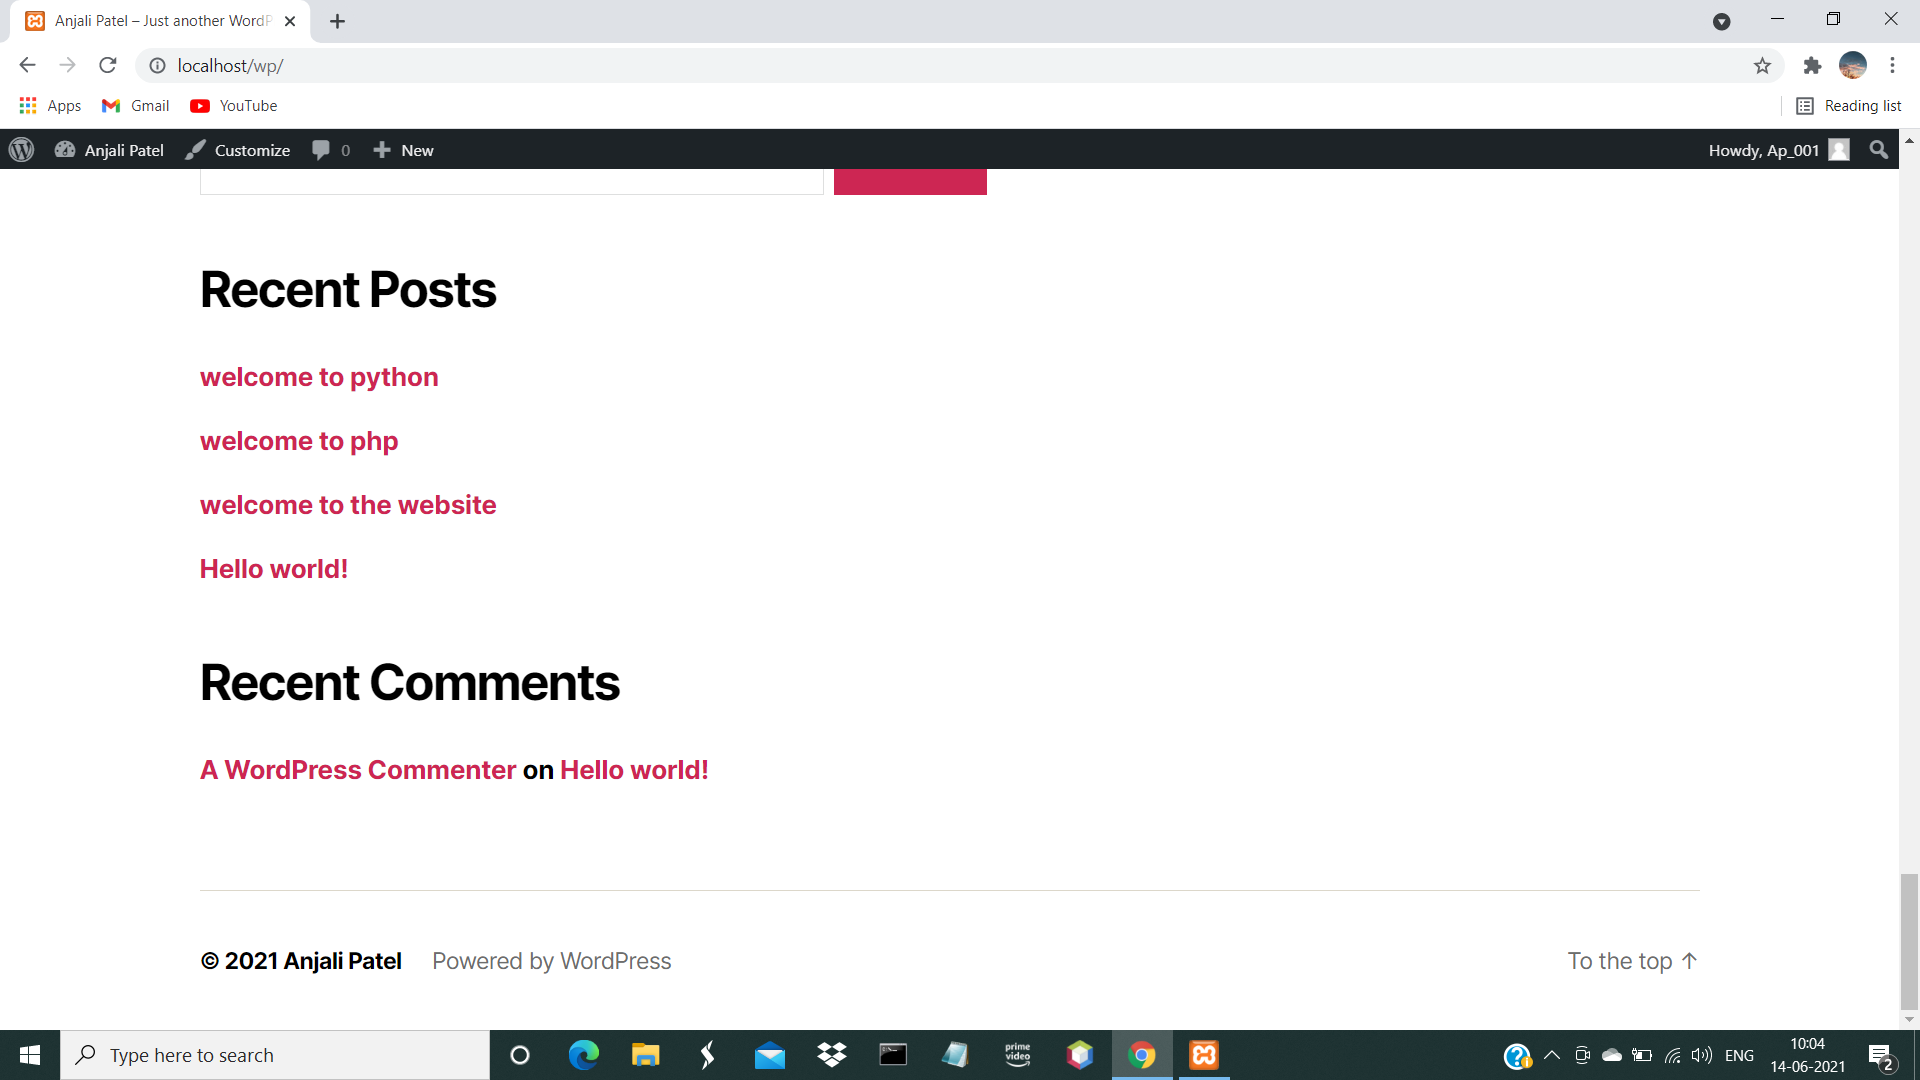 Anjali Patel – Just another WordP
localhost/wp/
Apps Gmail YouTube Reading list
Anjali Patel Customize 0 New Howdy, Ap_001
Recent Posts
welcome to python
welcome to php
welcome to the website
Hello world!
Recent Comments
A WordPress Commenter on Hello world!
© 2021 Anjali Patel Powered by WordPress To the top ↑
Type here to search
prime
video
ENG
10:04
14-06-2021
2